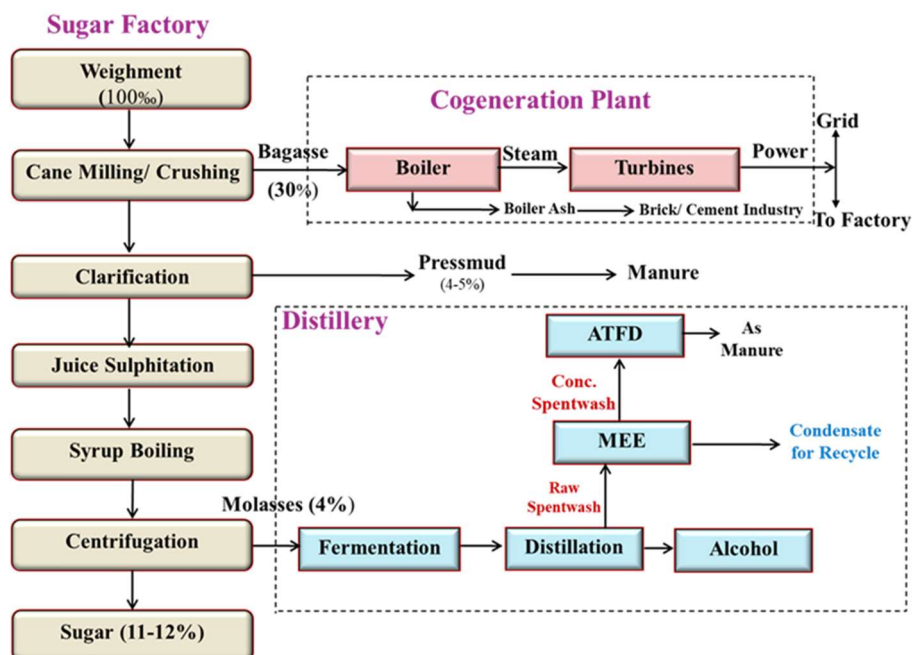 Sugar Factory
Weighment
(100‰)
Cogeneration Plant
Grid
Bagasse
Steam
Power
Cane Milling/ Crushing
(30%)
Boiler
Turbines
Boiler Ash
Brick/ Cement Industry
To Factory
Clarification
Pressmud
(4-5%)
Manure
Distillery
ATFD
As
Manure
Juice Sulphitation
Conc.
Spentwash
Syrup Boiling
MEE
Condensate
for Recycle
Molasses (4%)
Raw
Spentwash
Centrifugation
Fermentation
Distillation
Alcohol
Sugar (11-12%)